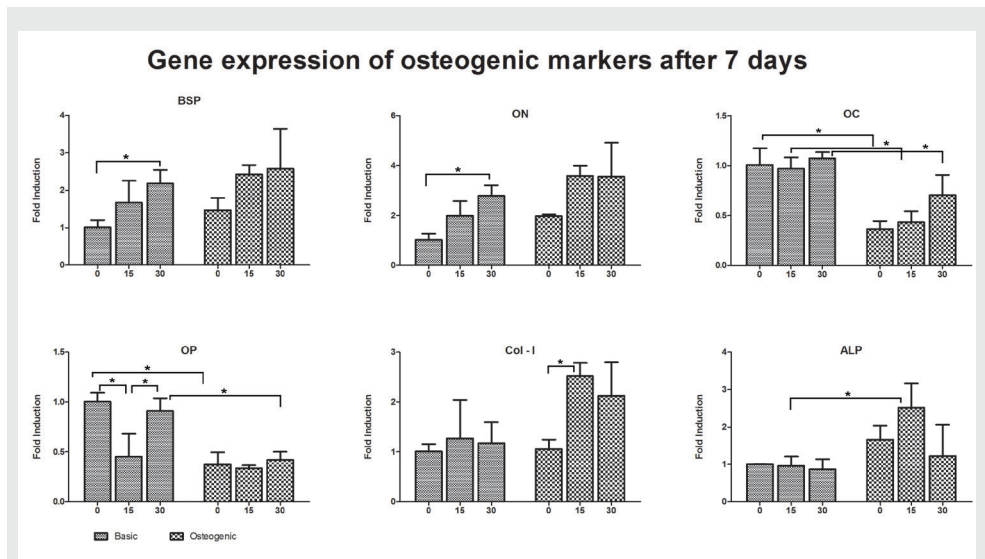 Gene expression of osteogenic markers after 7 days
BSP
ON
OC
Fold Induction
4
3
2
1
0
*
0 15 30 0 15 30
Fold Induction
6
4
2
0
*
0 15 30 0 15 30
Fold Induction
1.5
1.0
0.5
0.0
*
*
*
0 15 30 0 15 30
OP
Col - I
ALP
Fold Induction
1.5
1.0
0.5
0.0
*
* *
*
0 15 30 0 15 30
Fold Induction
3
2
1
0
*
0 15 30 0 15 30
Fold Induction
4
3
2
1
0
*
0 15 30 0 15 30
Basic Osteogenic